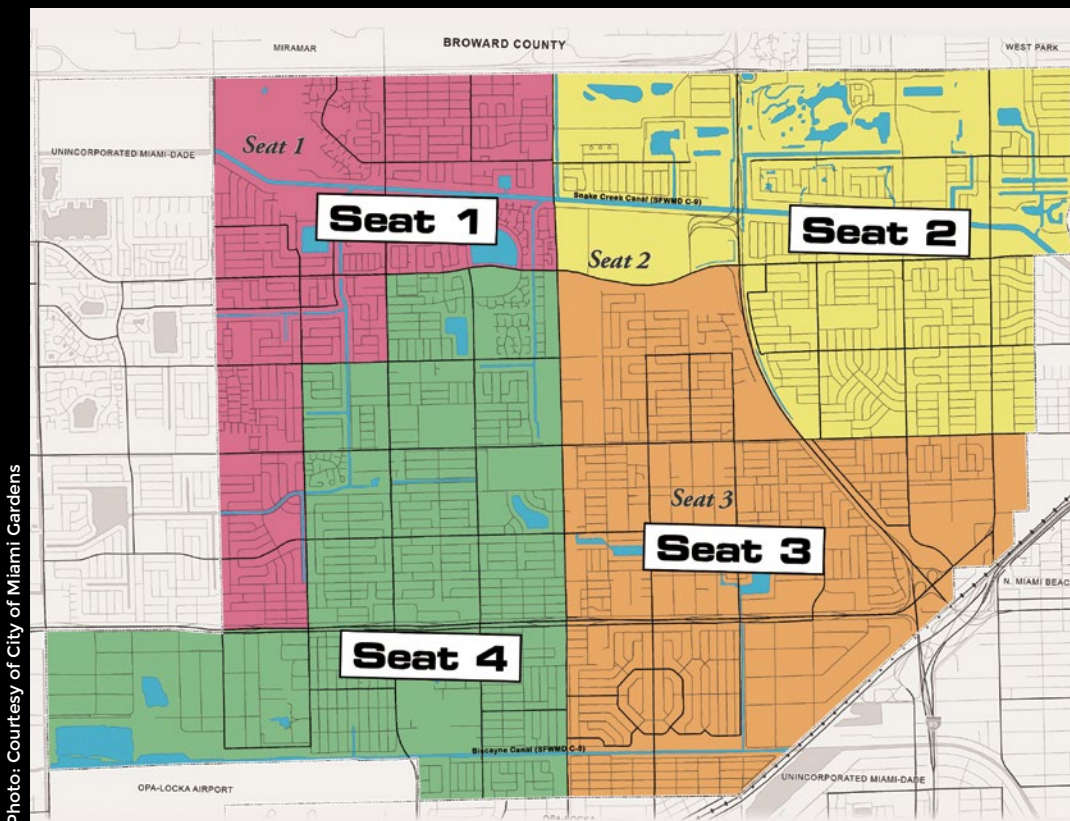 MIRAMAR
BROWARD COUNTY
WEST PARK
UNINCORPORATED MIAMI-DADE
Seat 1
Seat 1
Snake Creek Canal (SFWMD C-9)
Seat 2
Seat 2
Seat 3
Seat 3
N. MIAMI BEAC
Seat 4
Biscayne Canal (SFWMD C-8)
UNINCORPORATED MIAMI-DADE
OPA-LOCKA AIRPORT
OPA-LOCKA
Photo: Courtesy of City of Miami Gardens